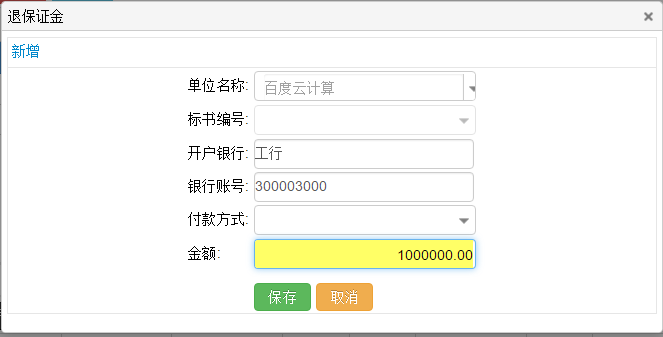 退保证金
新增
单位名称: 百度云计算
标书编号:
开户银行: 工行
银行账号: 300003000
付款方式:
金额: 1000000.00
保存 取消